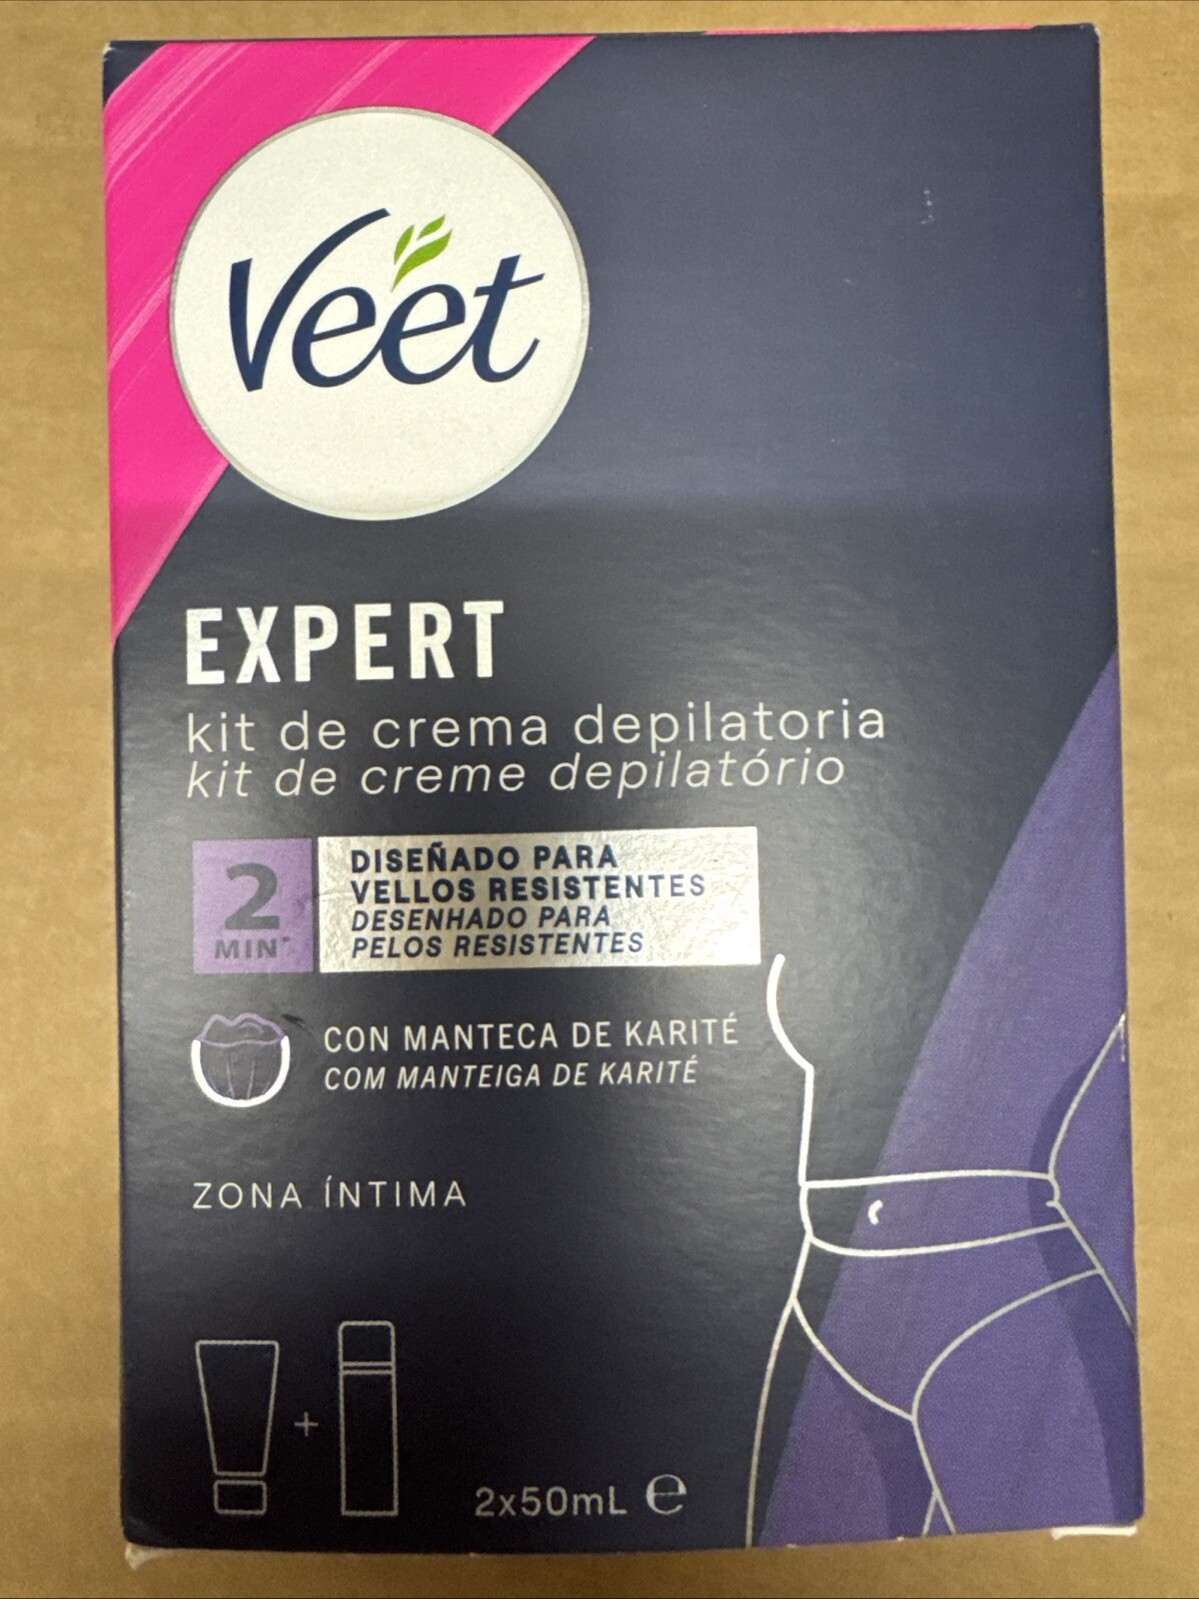 Veet
EXPERT
kit de crema depilatoria
kit de creme depilatório
2
MIN*
DISEÑADO PARA
VELLOS RESISTENTES
DESENHADO PARA
PELOS RESISTENTES
CON MANTECA DE KARITÉ
COM MANTEIGA DE KARITÉ
ZONA ÍNTIMA
+
2x50mL ℮